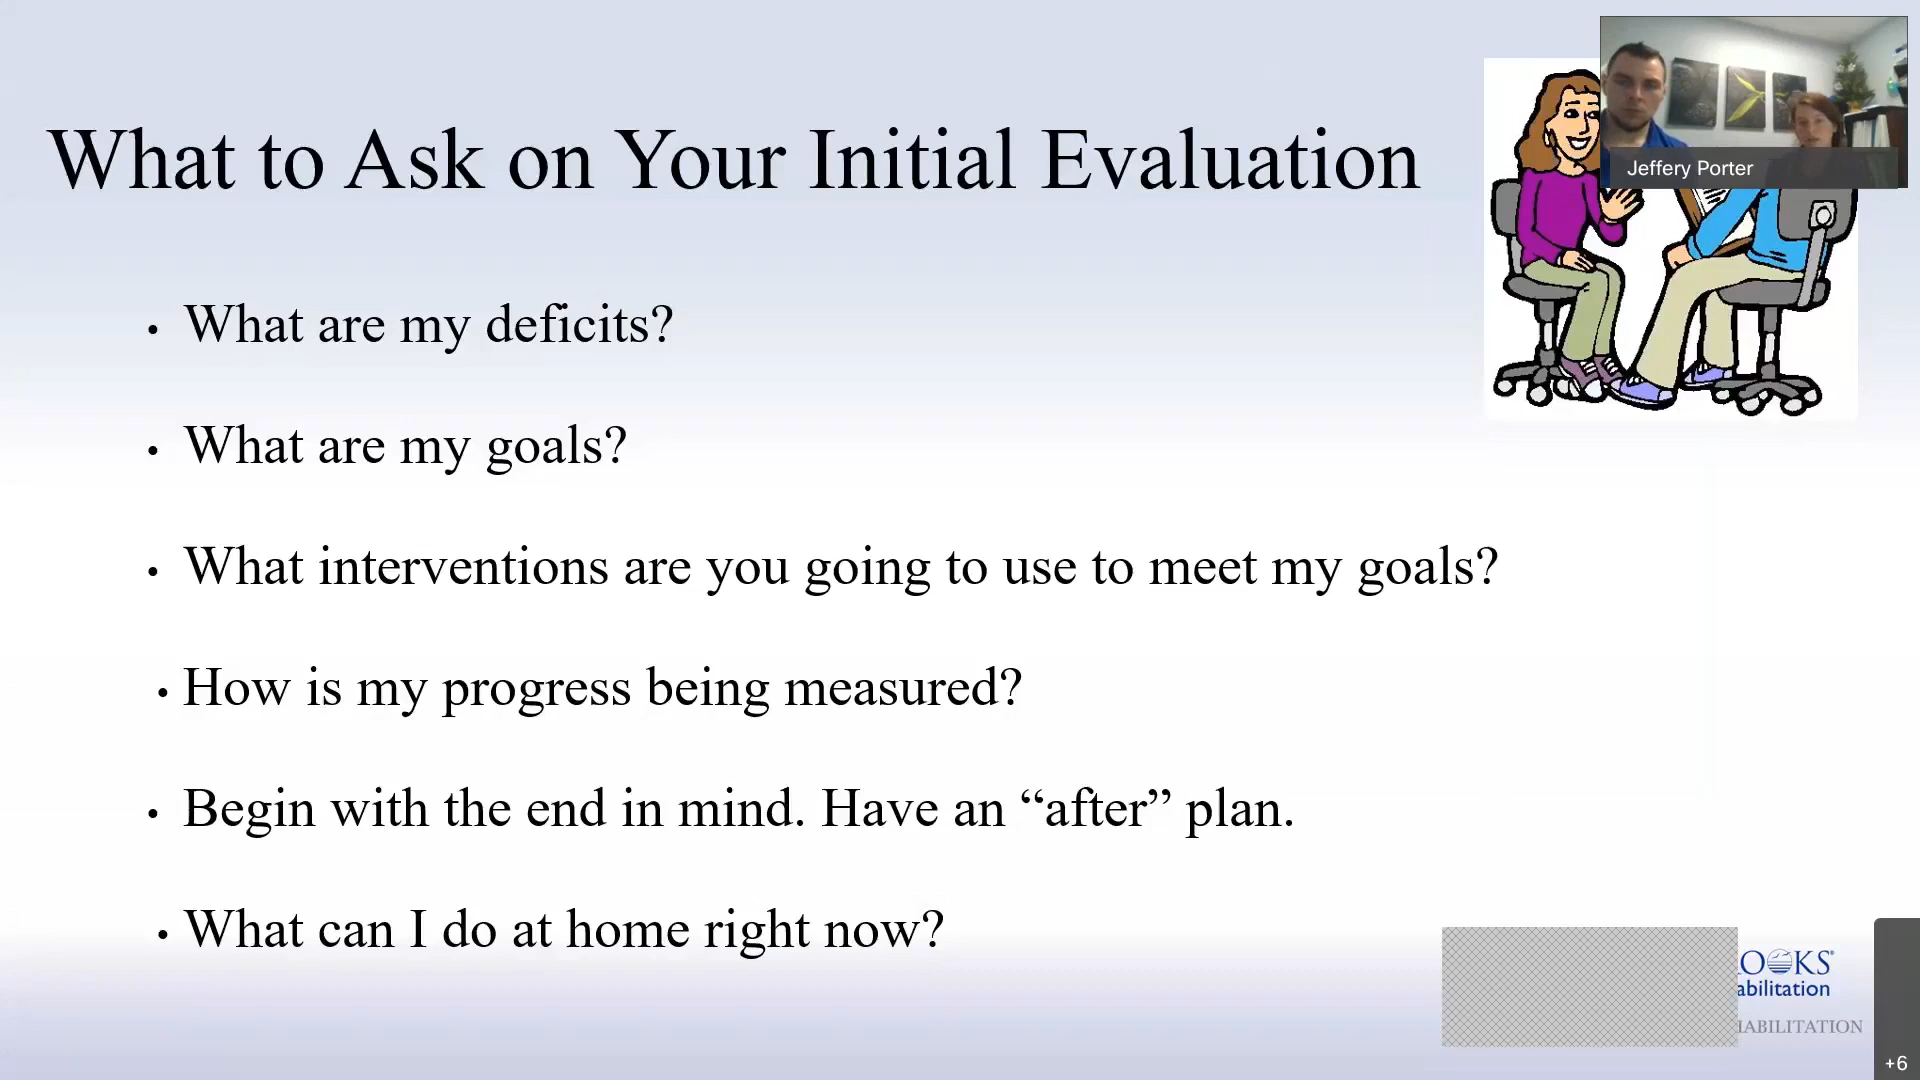 What to Ask on Your Initial Evaluation
Jeffery Porter
• What are my deficits?
• What are my goals?
• What interventions are you going to use to meet my goals?
• How is my progress being measured?
• Begin with the end in mind. Have an “after” plan.
• What can I do at home right now?
OOKS®
abilitation
HABILITATION
+6